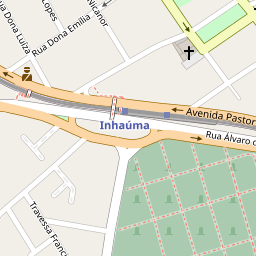 Rua Dona Luiza
Lopes
Rua Dona Emília
Nicanor
Avenida Pastor
Inhaúma
Rua Álvaro d
Travessa Franc